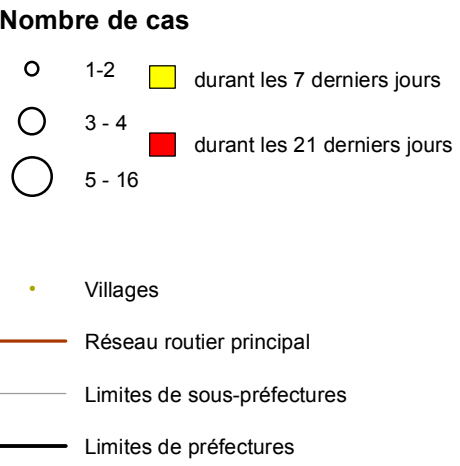 Nombre de cas
1-2
durant les 7 derniers jours
3 - 4
durant les 21 derniers jours
5 - 16
Villages
Réseau routier principal
Limites de sous-préfectures
Limites de préfectures